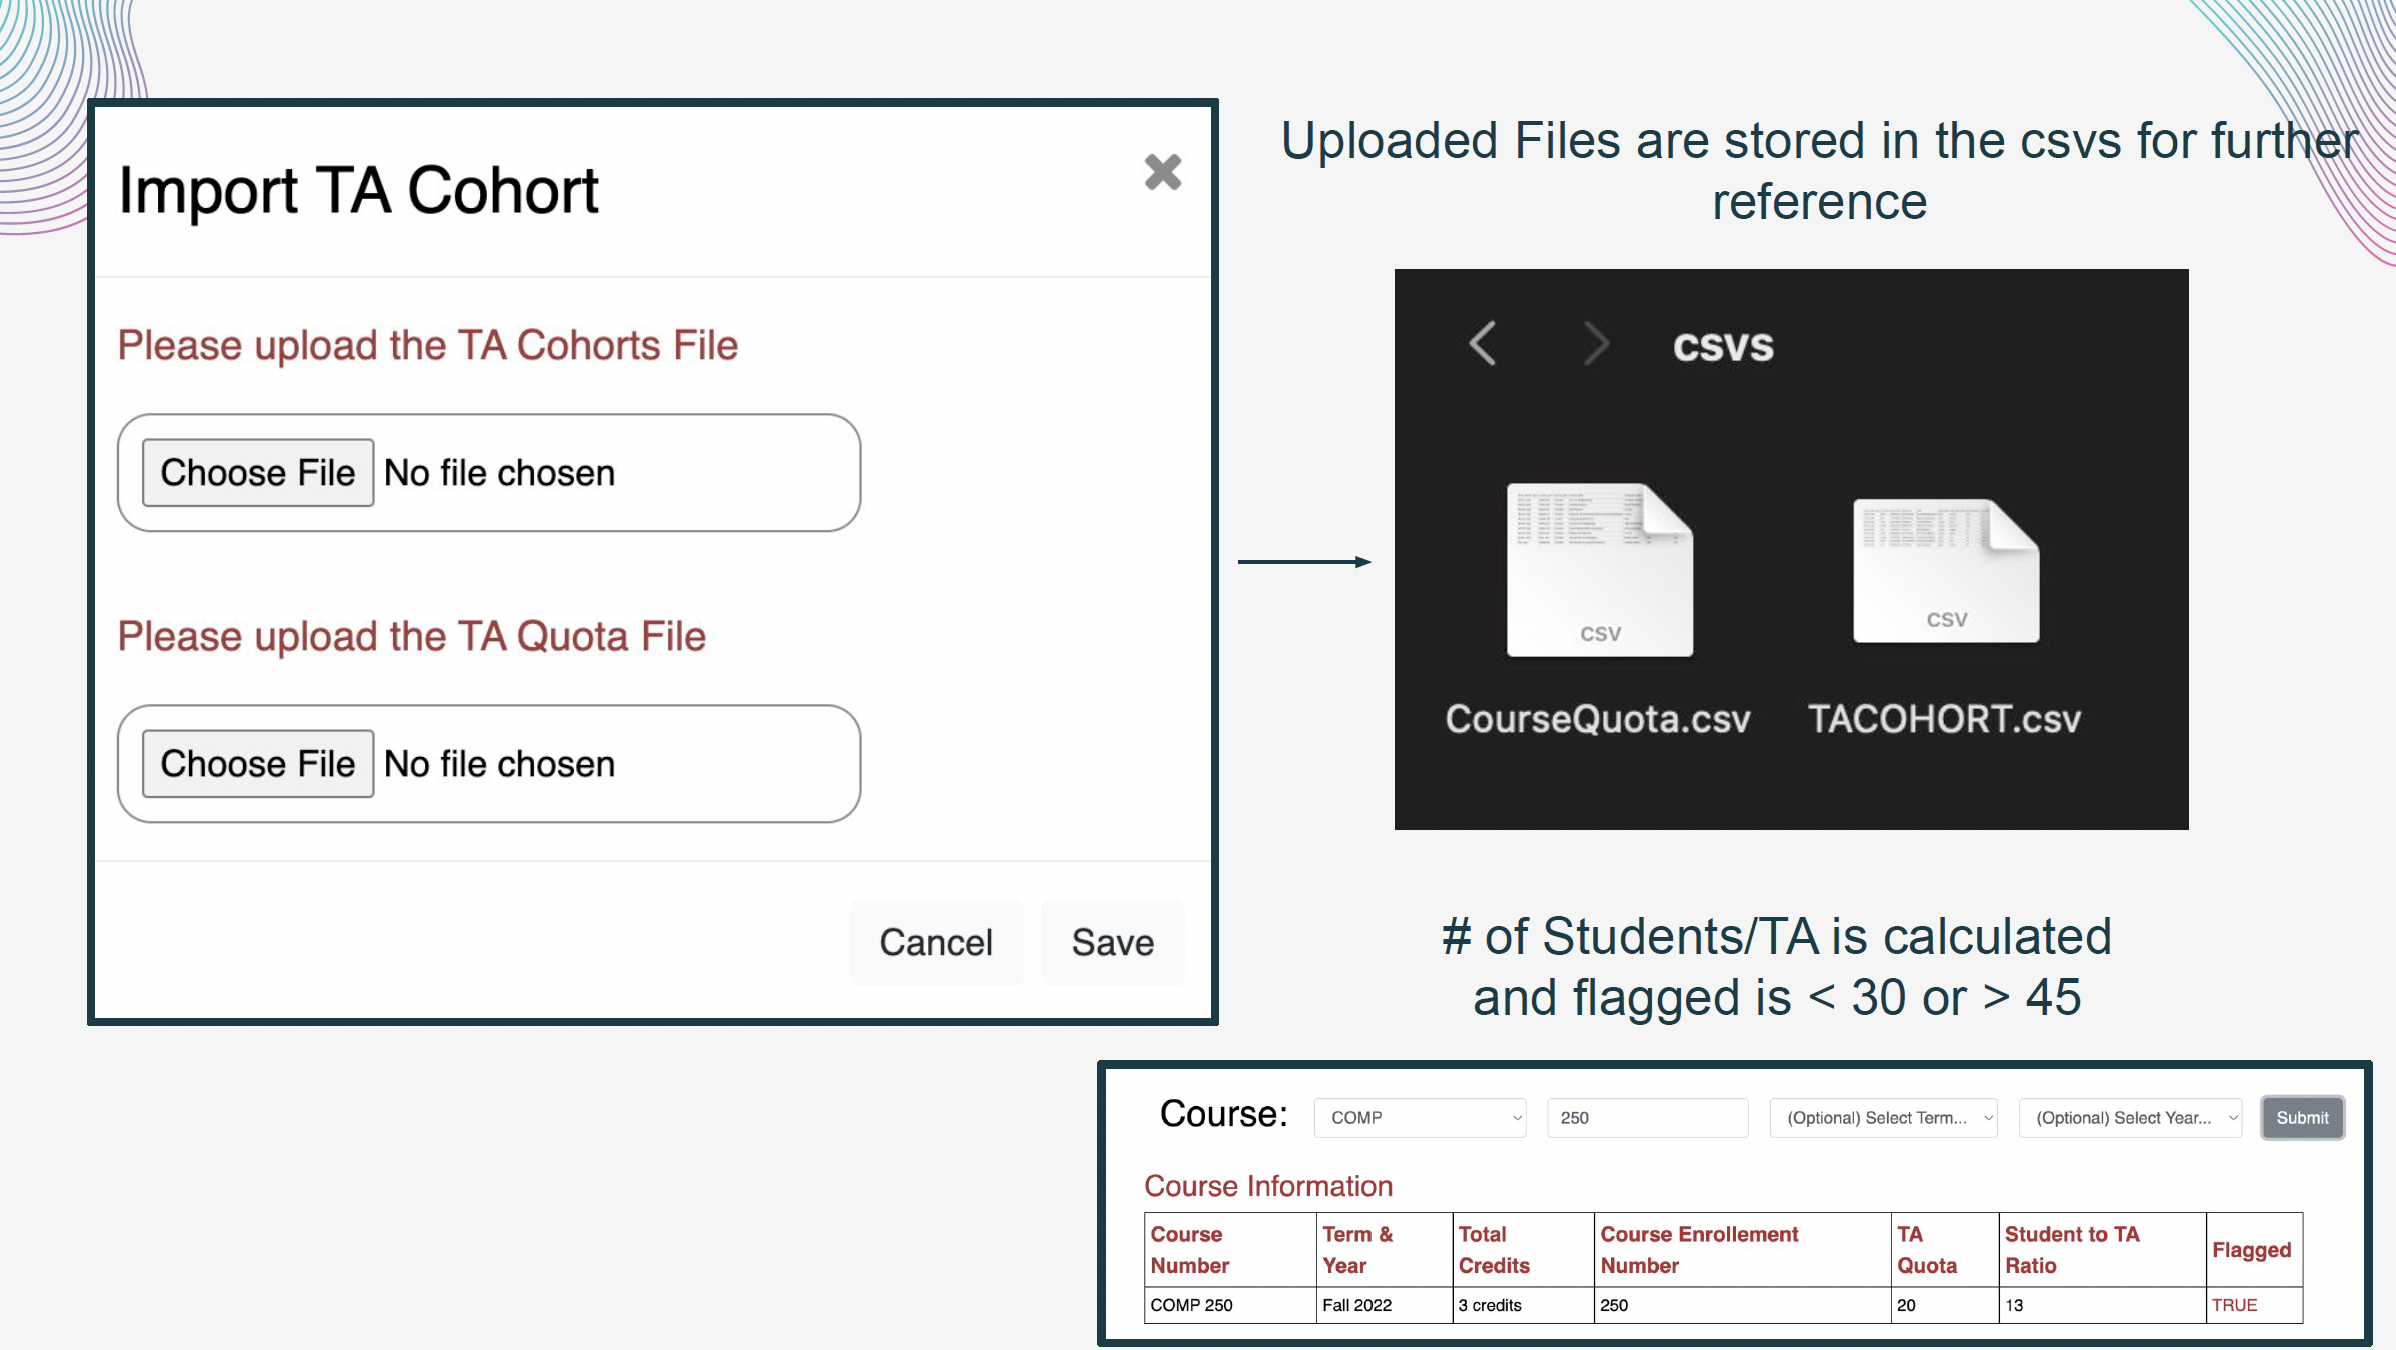 Import TA Cohort
Please upload the TA Cohorts File
Choose File No file chosen
Please upload the TA Quota File
Choose File No file chosen
Cancel Save
Uploaded Files are stored in the csvs for further
reference
csvs
CSV CSV
CourseQuota.csv TACOHORT.csv
# of Students/TA is calculated
and flagged is < 30 or > 45
Course: COMP 250 (Optional) Select Term... (Optional) Select Year... Submit
Course Information
Course Number Term & Year Total Credits Course Enrollement Number TA Quota Student to TA Ratio Flagged
COMP 250 Fall 2022 3 credits 250 20 13 TRUE